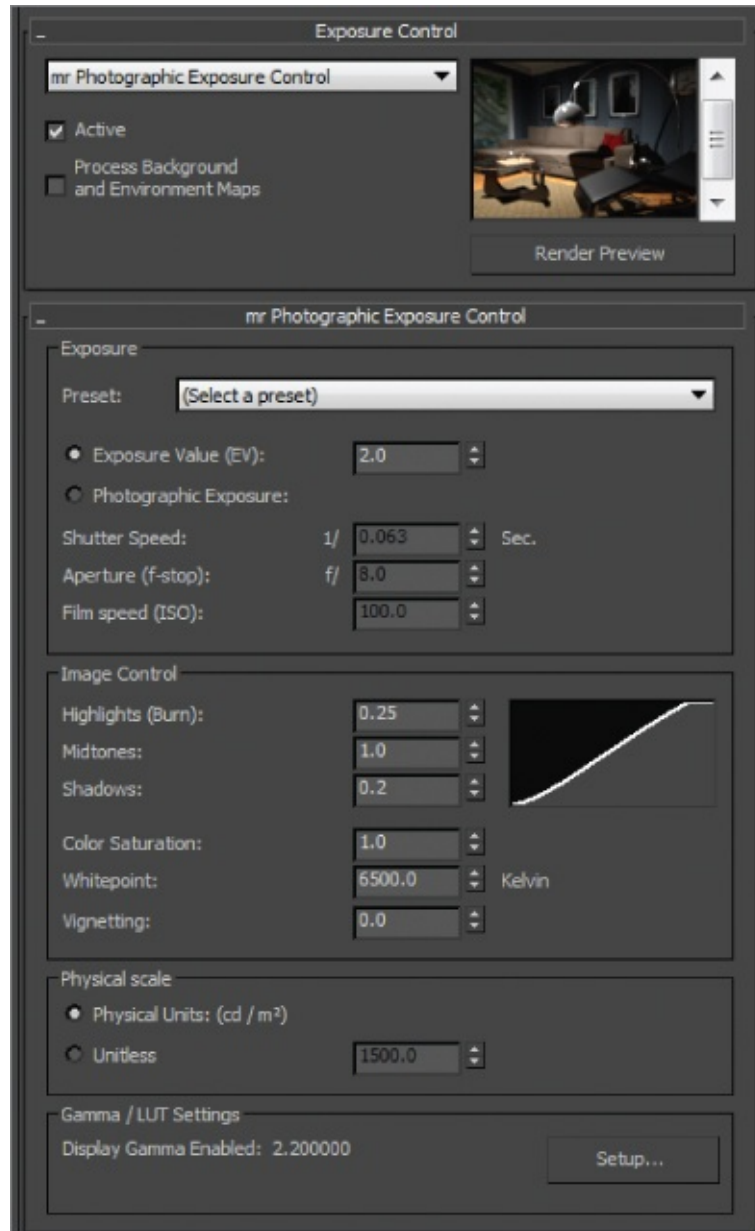 Exposure Control
mr Photographic Exposure Control
Active
Process Background
and Environment Maps
Render Preview
mr Photographic Exposure Control
Exposure
Preset: (Select a preset)
Exposure Value (EV): 2.0
Photographic Exposure:
Shutter Speed: 1/ 0.063 Sec.
Aperture (f-stop): f/ 8.0
Film speed (ISO): 100.0
Image Control
Highlights (Burn): 0.25
Midtones: 1.0
Shadows: 0.2
Color Saturation: 1.0
Whitepoint: 6500.0 Kelvin
Vignetting: 0.0
Physical scale
Physical Units: (cd / m²)
Unitless 1500.0
Gamma / LUT Settings
Display Gamma Enabled: 2.200000
Setup...